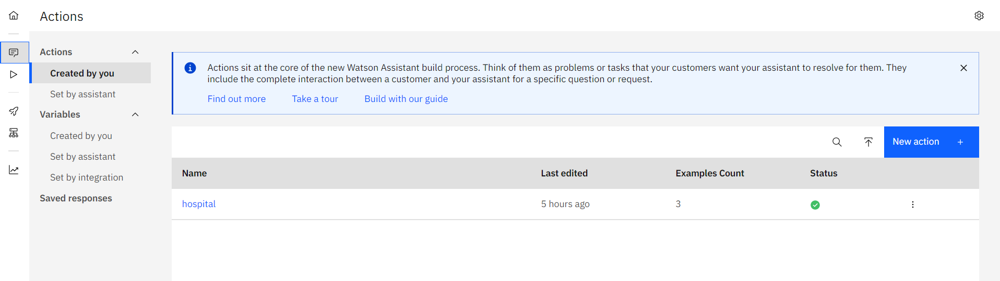 Actions
Actions
Created by you
Set by assistant
Variables
Created by you
Set by assistant
Set by integration
Saved responses
Actions sit at the core of the new Watson Assistant build process. Think of them as problems or tasks that your customers want your assistant to resolve for them. They
include the complete interaction between a customer and your assistant for a specific question or request.
Find out more Take a tour Build with our guide
New action +
Name Last edited Examples Count Status
hospital 5 hours ago 3